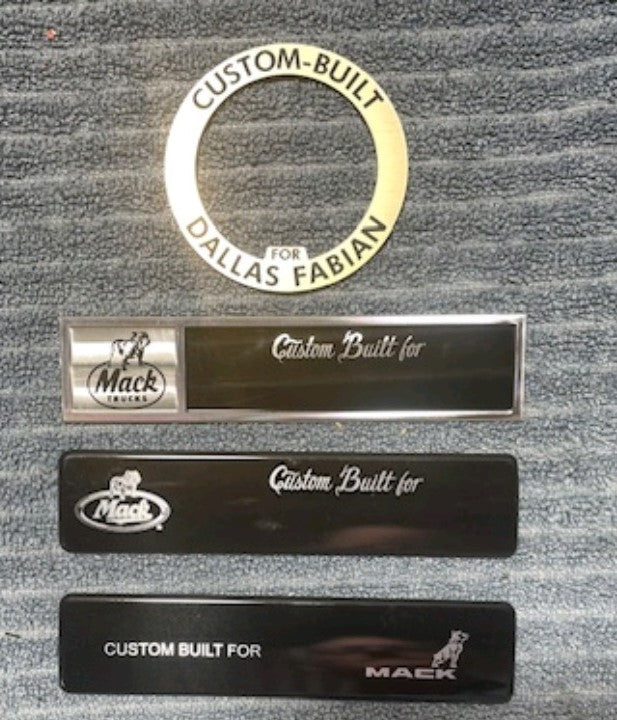 CUSTOM-BUILT
FOR
DALLAS FABIAN
Custom Built for
Mack
TRUCKS
Custom Built for
Mack
CUSTOM BUILT FOR
MACK